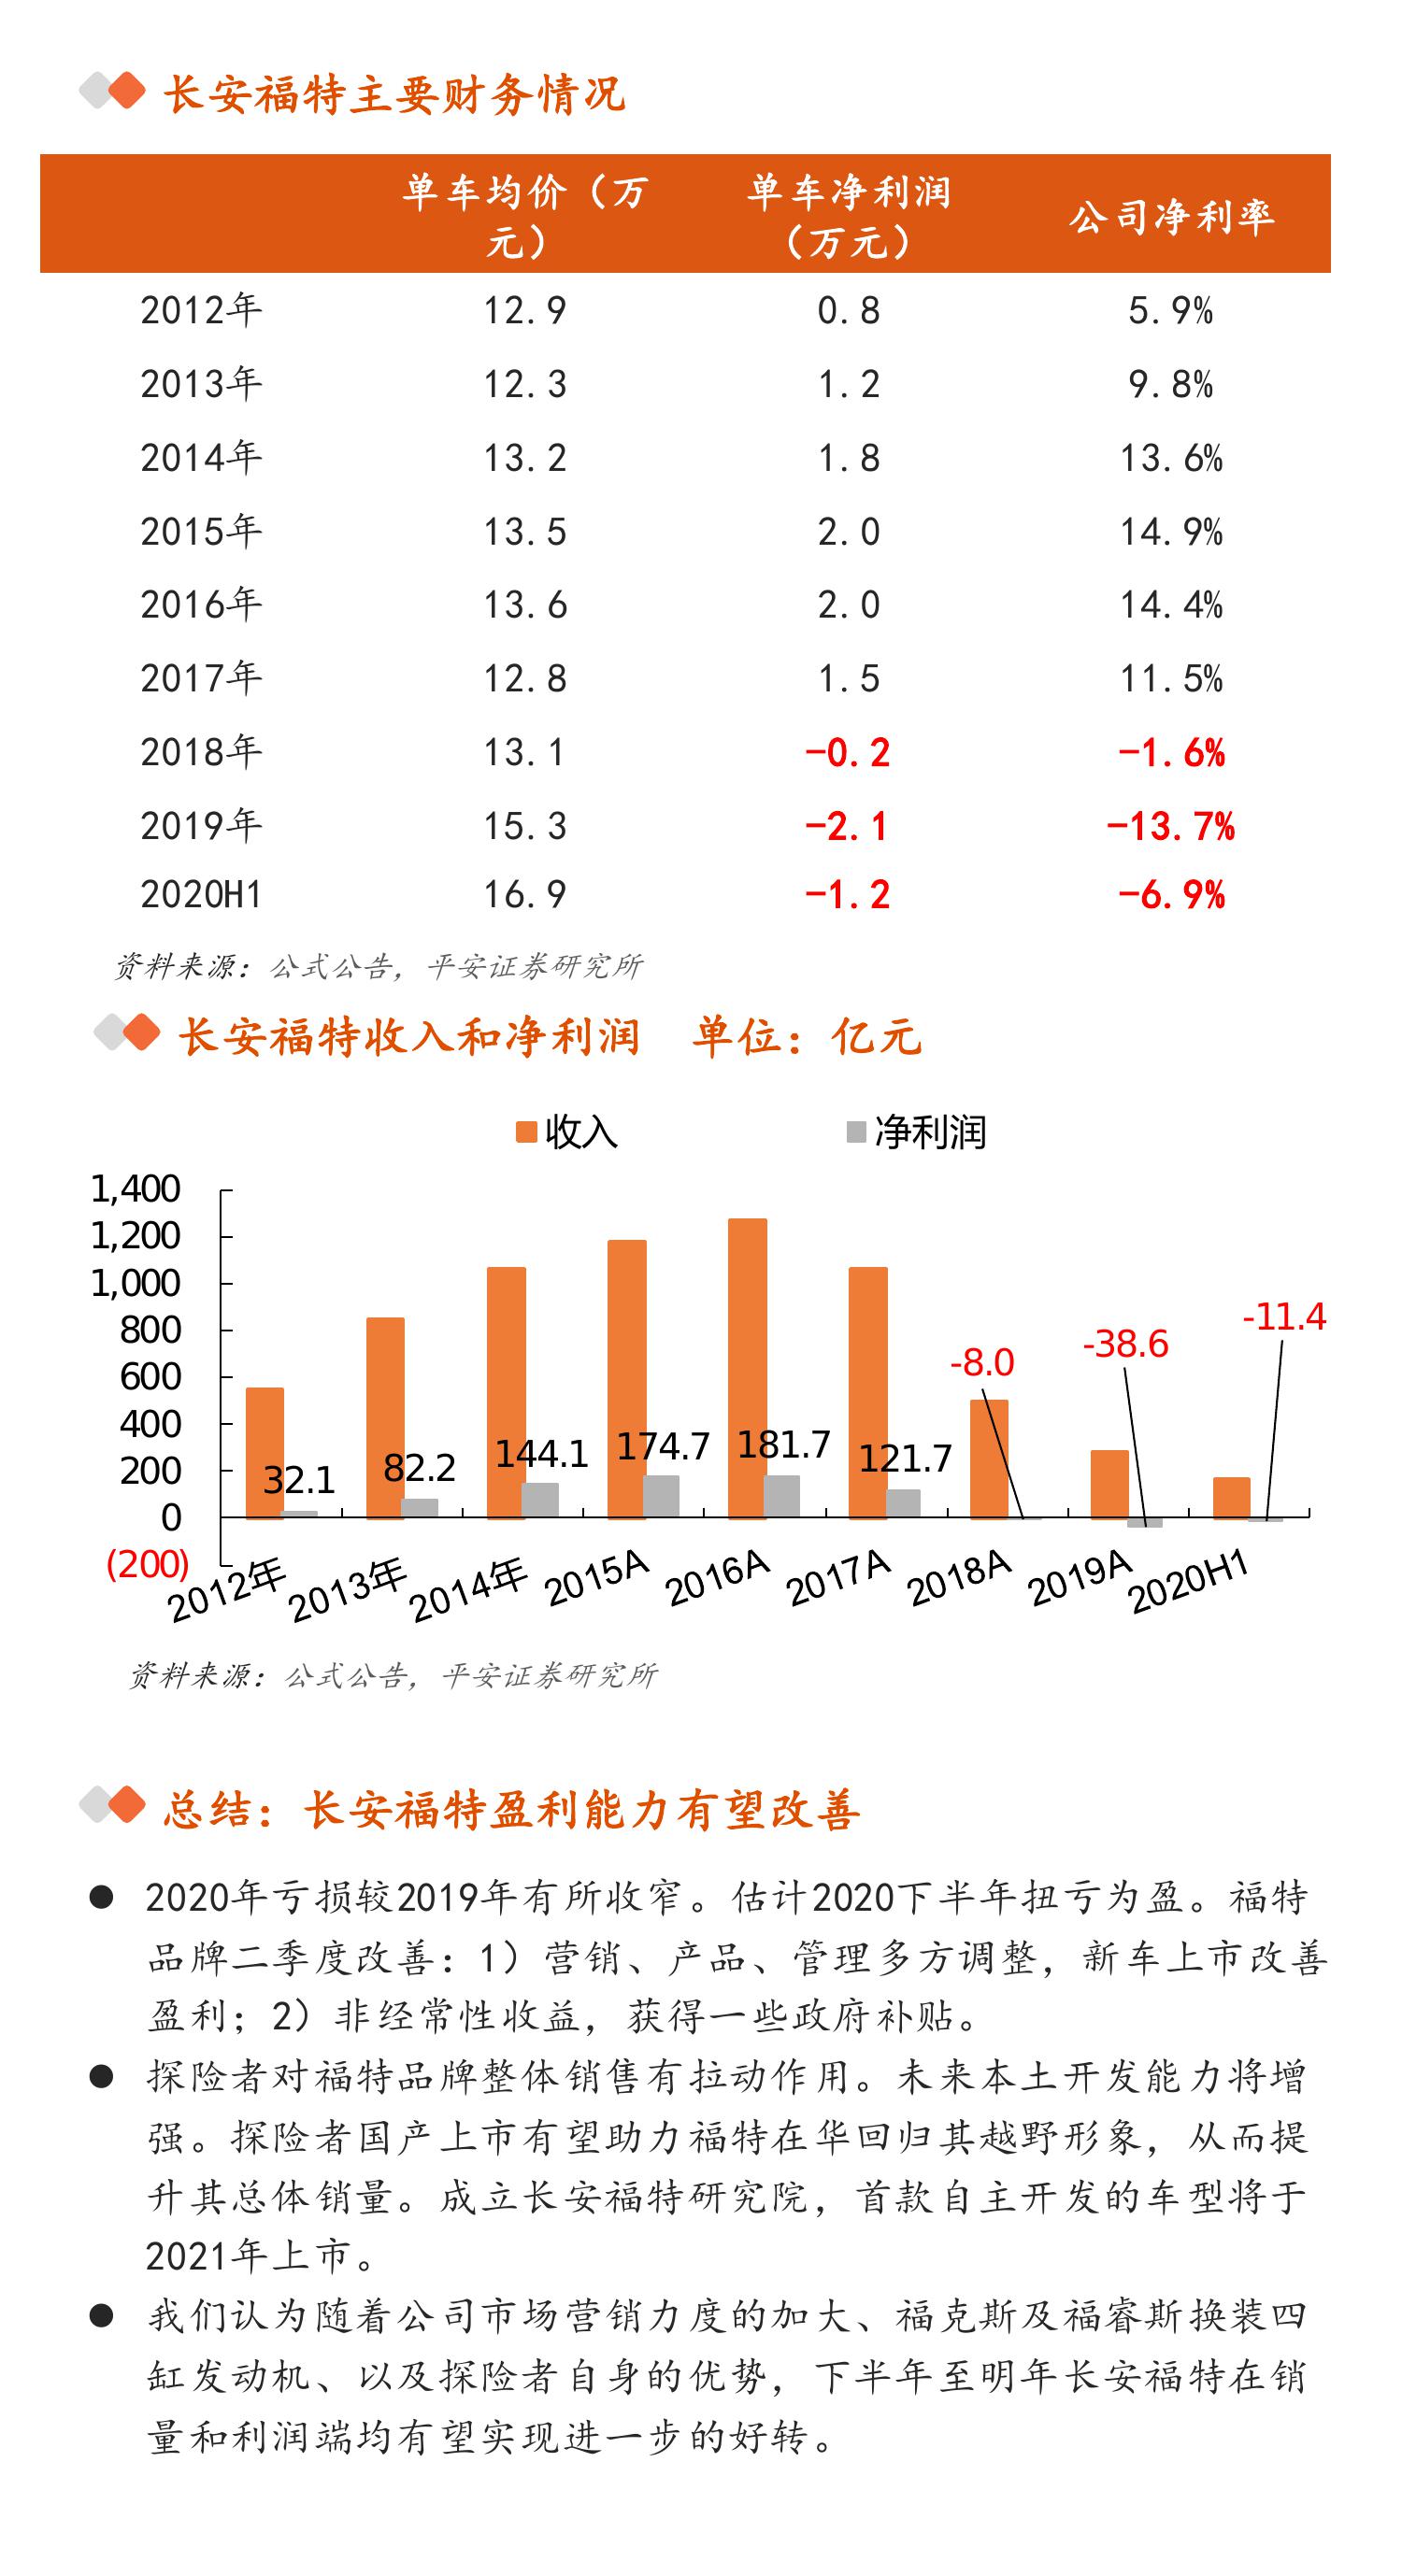 长安福特主要财务情况
单车均价（万元） 单车净利润（万元） 公司净利率
2012年 12.9 0.8 5.9%
2013年 12.3 1.2 9.8%
2014年 13.2 1.8 13.6%
2015年 13.5 2.0 14.9%
2016年 13.6 2.0 14.4%
2017年 12.8 1.5 11.5%
2018年 13.1 -0.2 -1.6%
2019年 15.3 -2.1 -13.7%
2020H1 16.9 -1.2 -6.9%
资料来源：公式公告，平安证券研究所
长安福特收入和净利润 单位：亿元
收入 净利润
1,400
1,200
1,000
800
600
400
200
0
(200)
32.1 82.2 144.1 174.7 181.7 121.7 -8.0 -38.6 -11.4
2012年 2013年 2014年 2015A 2016A 2017A 2018A 2019A 2020H1
资料来源：公式公告，平安证券研究所
总结：长安福特盈利能力有望改善
● 2020年亏损较2019年有所收窄。估计2020下半年扭亏为盈。福特
品牌二季度改善：1）营销、产品、管理多方调整，新车上市改善
盈利；2）非经常性收益，获得一些政府补贴。
● 探险者对福特品牌整体销售有拉动作用。未来本土开发能力将增
强。探险者国产上市有望助力福特在华回归其越野形象，从而提
升其总体销量。成立长安福特研究院，首款自主开发的车型将于
2021年上市。
● 我们认为随着公司市场营销力度的加大、福克斯及福睿斯换装四
缸发动机、以及探险者自身的优势，下半年至明年长安福特在销
量和利润端均有望实现进一步的好转。